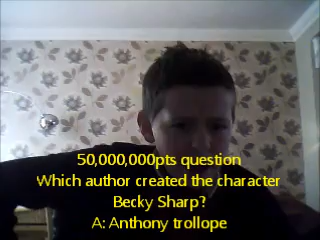 50,000,000pts question
Which author created the character
Becky Sharp?
A: Anthony trollope